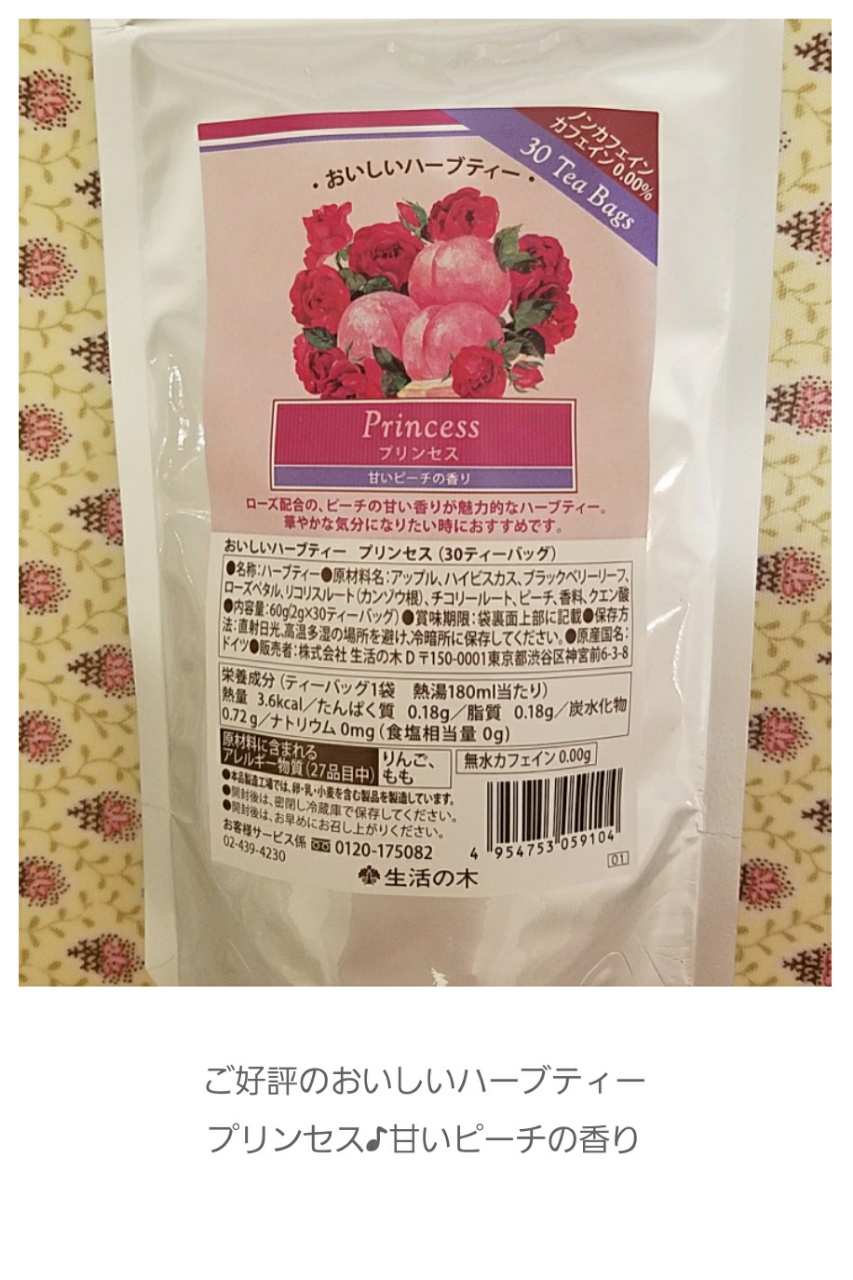 ・おいしいハーブティー・
ノンカフェイン
カフェイン0.00%
30 Tea Bags
Princess
プリンセス
甘いピーチの香り
ローズ配合の、ピーチの甘い香りが魅力的なハーブティー。
華やかな気分になりたい時におすすめです。
おいしいハーブティー　プリンセス（30ティーバッグ）
●名称:ハーブティー●原材料名:アップル、ハイビスカス、ブラックベリーリーフ、
ローズペタル、リコリスルート(カンゾウ根)、チコリールート、ピーチ、香料、クエン酸
●内容量:60g(2g×30ティーバッグ)●賞味期限:袋裏面上部に記載●保存方
法:直射日光、高温多湿の場所を避け、冷暗所に保存してください。●原産国名:
ドイツ●販売者:株式会社 生活の木 D 〒150-0001東京都渋谷区神宮前6-3-8
栄養成分（ティーバッグ1袋　熱湯180ml当たり）
熱量 3.6kcal／たんぱく質 0.18g／脂質 0.18g／炭水化物
0.72g／ナトリウム 0mg（食塩相当量 0g）
原材料に含まれる
アレルギー物質（27品目中）
りんご、
もも
無水カフェイン 0.00g
●本品製造工場では、卵・乳・小麦を含む製品を製造しています。
●開封後は、密閉し冷蔵庫で保存してください。
●開封後は、お早めにお召し上がりください。
お客様サービス係 0120-175082
02-439-4230
4 954753 059104
01
生活の木
ご好評のおいしいハーブティー
プリンセス♪甘いピーチの香り